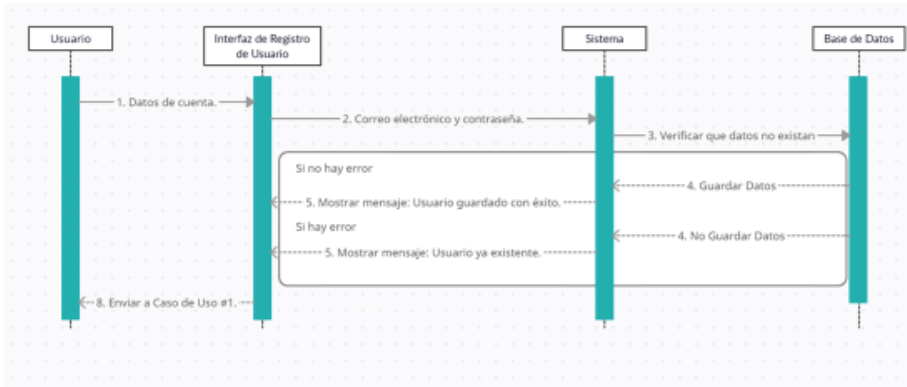 Usuario
Interfaz de Registro
de Usuario
Sistema
Base de Datos
1. Datos de cuenta.
2. Correo electrónico y contraseña.
3. Verificar que datos no existan
Si no hay error
4. Guardar Datos
5. Mostrar mensaje: Usuario guardado con éxito.
Si hay error
4. No Guardar Datos
5. Mostrar mensaje: Usuario ya existente.
8. Enviar a Caso de Uso #1.